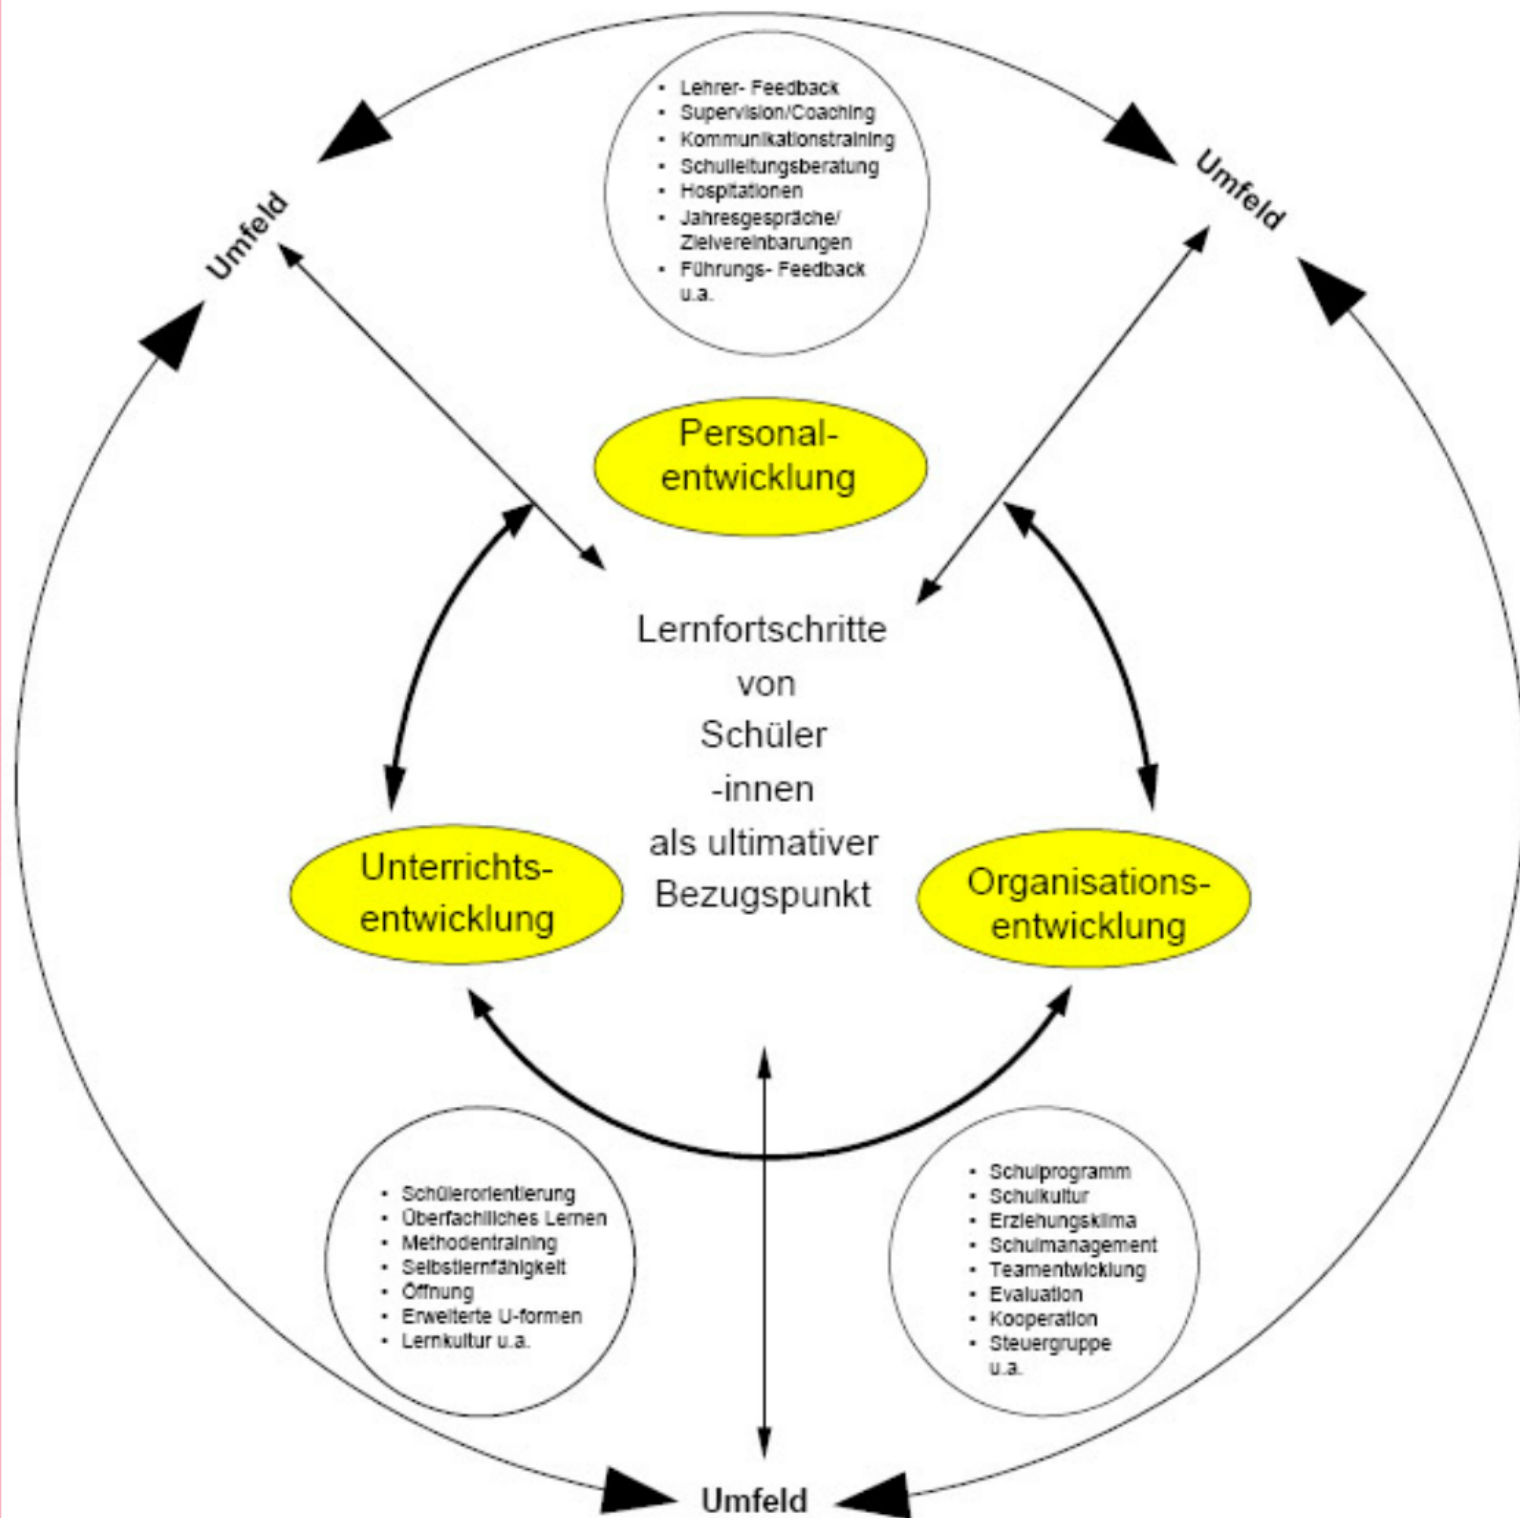 Lehrer- Feedback
Supervision/Coaching
Kommunikationstraining
Schulleitungsberatung
Hospitationen
Jahresgespräche/
Zielvereinbarungen
Führungs- Feedback
u.a.
Umfeld
Umfeld
Personal-
entwicklung
Lernfortschritte
von
Schüler
-innen
als ultimativer
Bezugspunkt
Unterrichts-
entwicklung
Organisations-
entwicklung
Schülerorientierung
Überfachliches Lernen
Methodentraining
Selbstlernfähigkeit
Öffnung
Erweiterte U-formen
Lernkultur u.a.
Schulprogramm
Schulkultur
Erziehungsklima
Schulmanagement
Teamentwicklung
Evaluation
Kooperation
Steuergruppe
u.a.
Umfeld